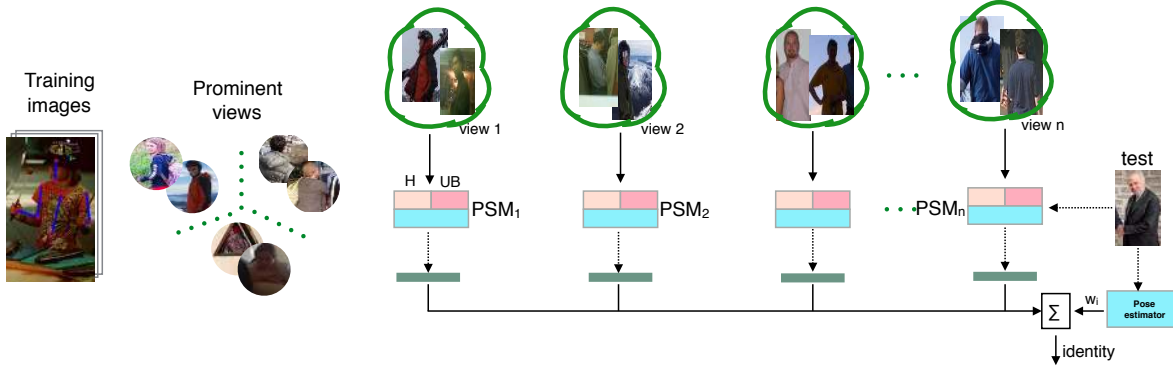 Training
images
Prominent
views
view 1
view 2
view n
H UB
PSM1
PSM2
PSMn
test
Pose
estimator
wi
Σ
identity